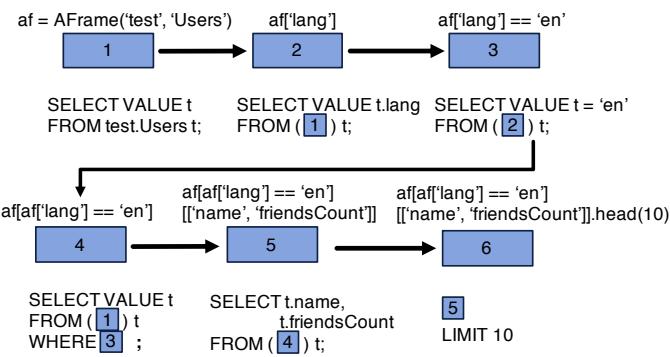 af = AFrame(‘test’, ‘Users’)
af[‘lang’]
af[‘lang’] == ‘en’
1
2
3
SELECT VALUE t
FROM test.Users t;
SELECT VALUE t.lang
FROM ( 1 ) t;
SELECT VALUE t = ‘en’
FROM ( 2 ) t;
af[af[‘lang’] == ‘en’]
af[af[‘lang’] == ‘en’]
[[‘name’, ‘friendsCount’]]
af[af[‘lang’] == ‘en’]
[[‘name’, ‘friendsCount’]].head(10)
4
5
6
SELECT VALUE t
FROM ( 1 ) t
WHERE 3 ;
SELECT t.name,
t.friendsCount
FROM ( 4 ) t;
5
LIMIT 10